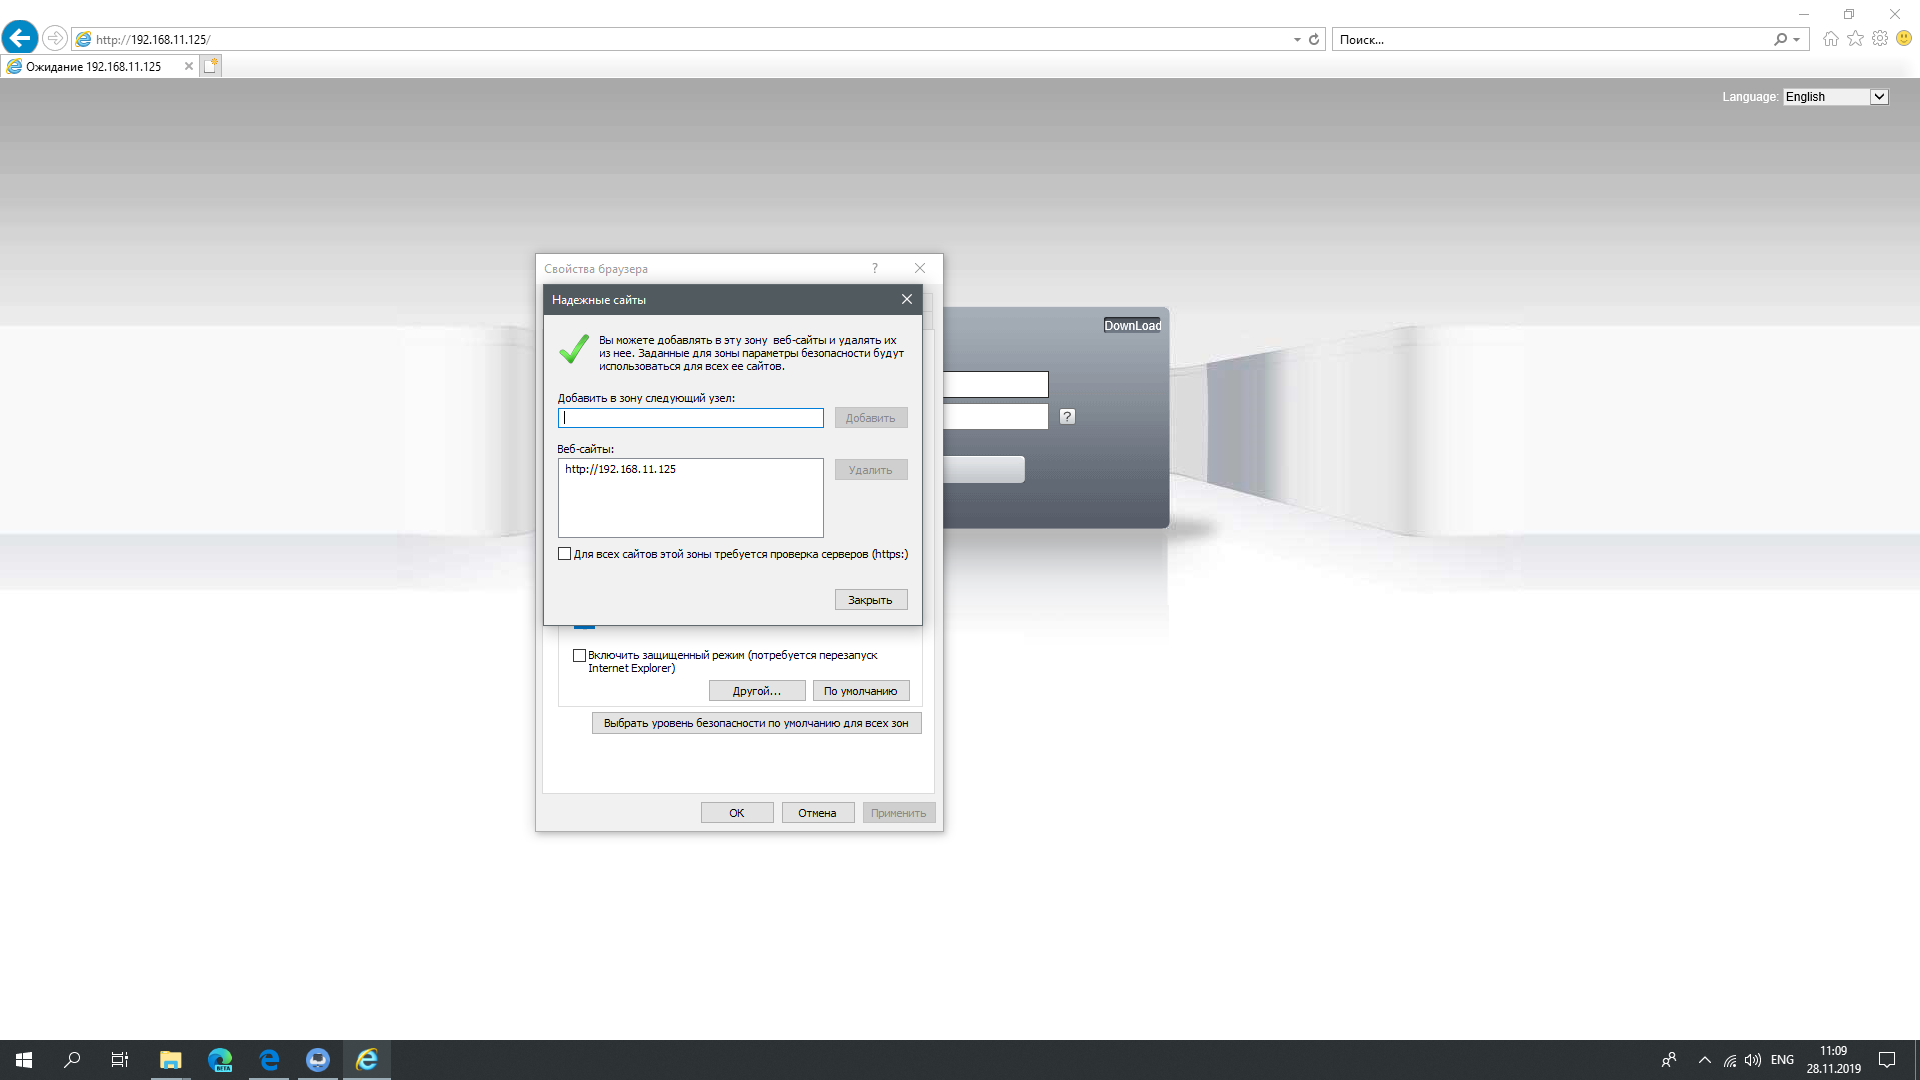 http://192.168.11.125/
Поиск...
Ожидание 192.168.11.125
Language: English
Свойства браузера
?
Надежные сайты
DownLoad
Вы можете добавлять в эту зону веб-сайты и удалять их
из нее. Заданные для зоны параметры безопасности будут
использоваться для всех ее сайтов.
Добавить в зону следующий узел:
Добавить
?
Веб-сайты:
http://192.168.11.125
Удалить
Для всех сайтов этой зоны требуется проверка серверов (https:)
Закрыть
Включить защищенный режим (потребуется перезапуск
Internet Explorer)
Другой...
По умолчанию
Выбрать уровень безопасности по умолчанию для всех зон
ОК
Отмена
Применить
BETA
ENG
11:09
28.11.2019